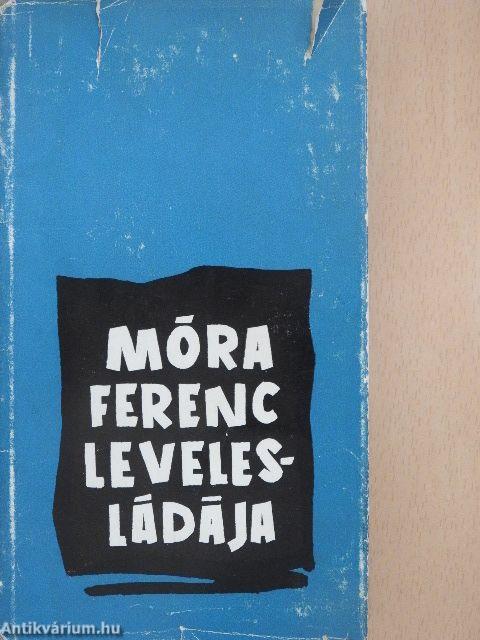 MÓRA
FERENC
LEVELES-
LÁDÁJA
Antikvárium.hu